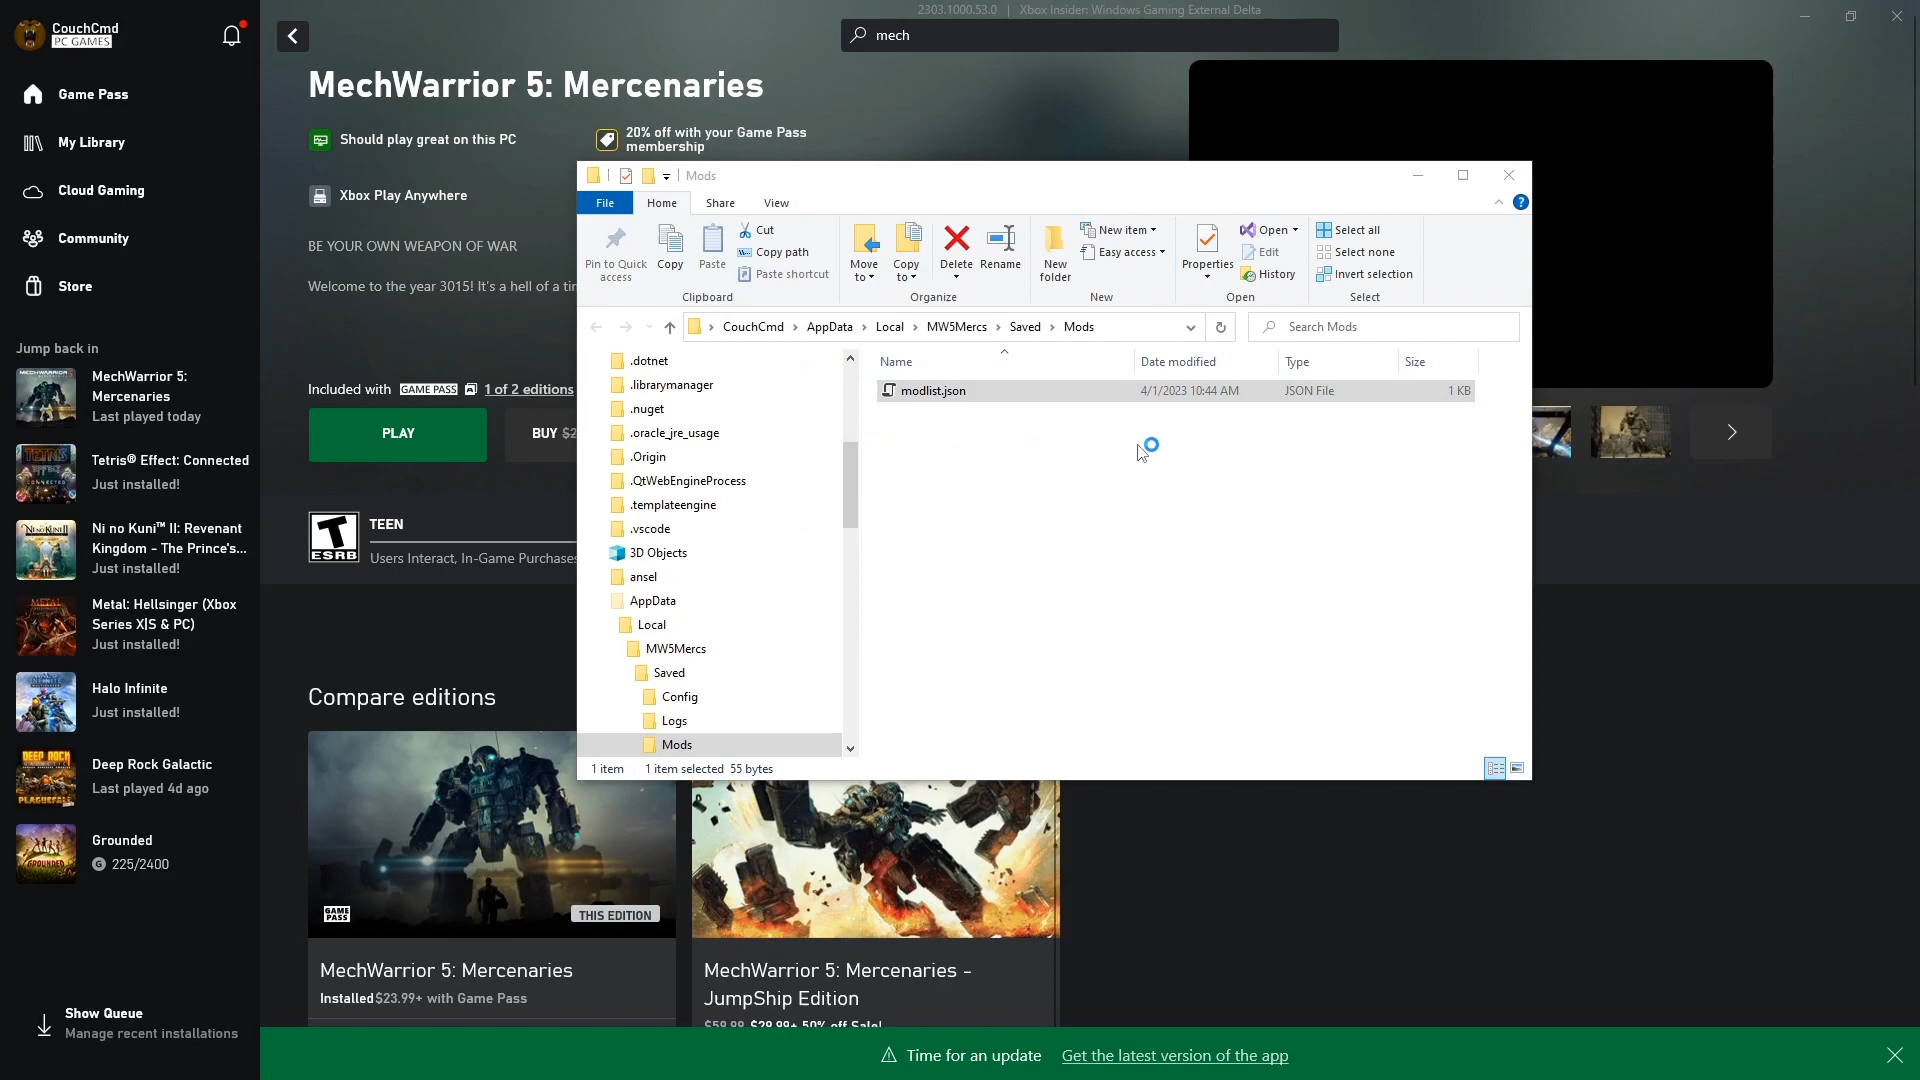 CouchCmd
PC GAMES
2303.1000.53.0 | Xbox Insider: Windows Gaming External Delta
mech
Game Pass
My Library
Cloud Gaming
Community
Store
Jump back in
MechWarrior 5:
Mercenaries
Last played today
Tetris® Effect: Connected
Just installed!
Ni no Kuni™ II: Revenant
Kingdom - The Prince's...
Just installed!
Metal: Hellsinger (Xbox
Series X|S & PC)
Just installed!
Halo Infinite
Just installed!
Deep Rock Galactic
Last played 4d ago
Grounded
G 225/2400
Show Queue
Manage recent installations
MechWarrior 5: Mercenaries
Should play great on this PC
20% off with your Game Pass
membership
Xbox Play Anywhere
BE YOUR OWN WEAPON OF WAR
Welcome to the year 3015! It's a hell of a
Included with GAME PASS 1 of 2 editions
PLAY
BUY
T
ESRB
TEEN
Users Interact, In-Game Purchases
Compare editions
GAME
PASS
THIS EDITION
MechWarrior 5: Mercenaries
Installed $23.99+ with Game Pass
MechWarrior 5: Mercenaries -
JumpShip Edition
$59.99 $29.99+ 50% off Sale!
Time for an update Get the latest version of the app
Mods
File Home Share View
Pin to Quick
access
Copy
Paste
Cut
Copy path
Paste shortcut
Clipboard
Move
to
Copy
to
Delete
Rename
Organize
New
folder
New item
Easy access
New
Properties
Open
Edit
History
Open
Select all
Select none
Invert selection
Select
CouchCmd > AppData > Local > MW5Mercs > Saved > Mods
Search Mods
.dotnet
.librarymanager
.nuget
.oracle_jre_usage
.Origin
.QtWebEngineProcess
.templateengine
.vscode
3D Objects
ansel
AppData
Local
MW5Mercs
Saved
Config
Logs
Mods
Name Date modified Type Size
modlist.json 4/1/2023 10:44 AM JSON File 1 KB
1 item 1 item selected 55 bytes